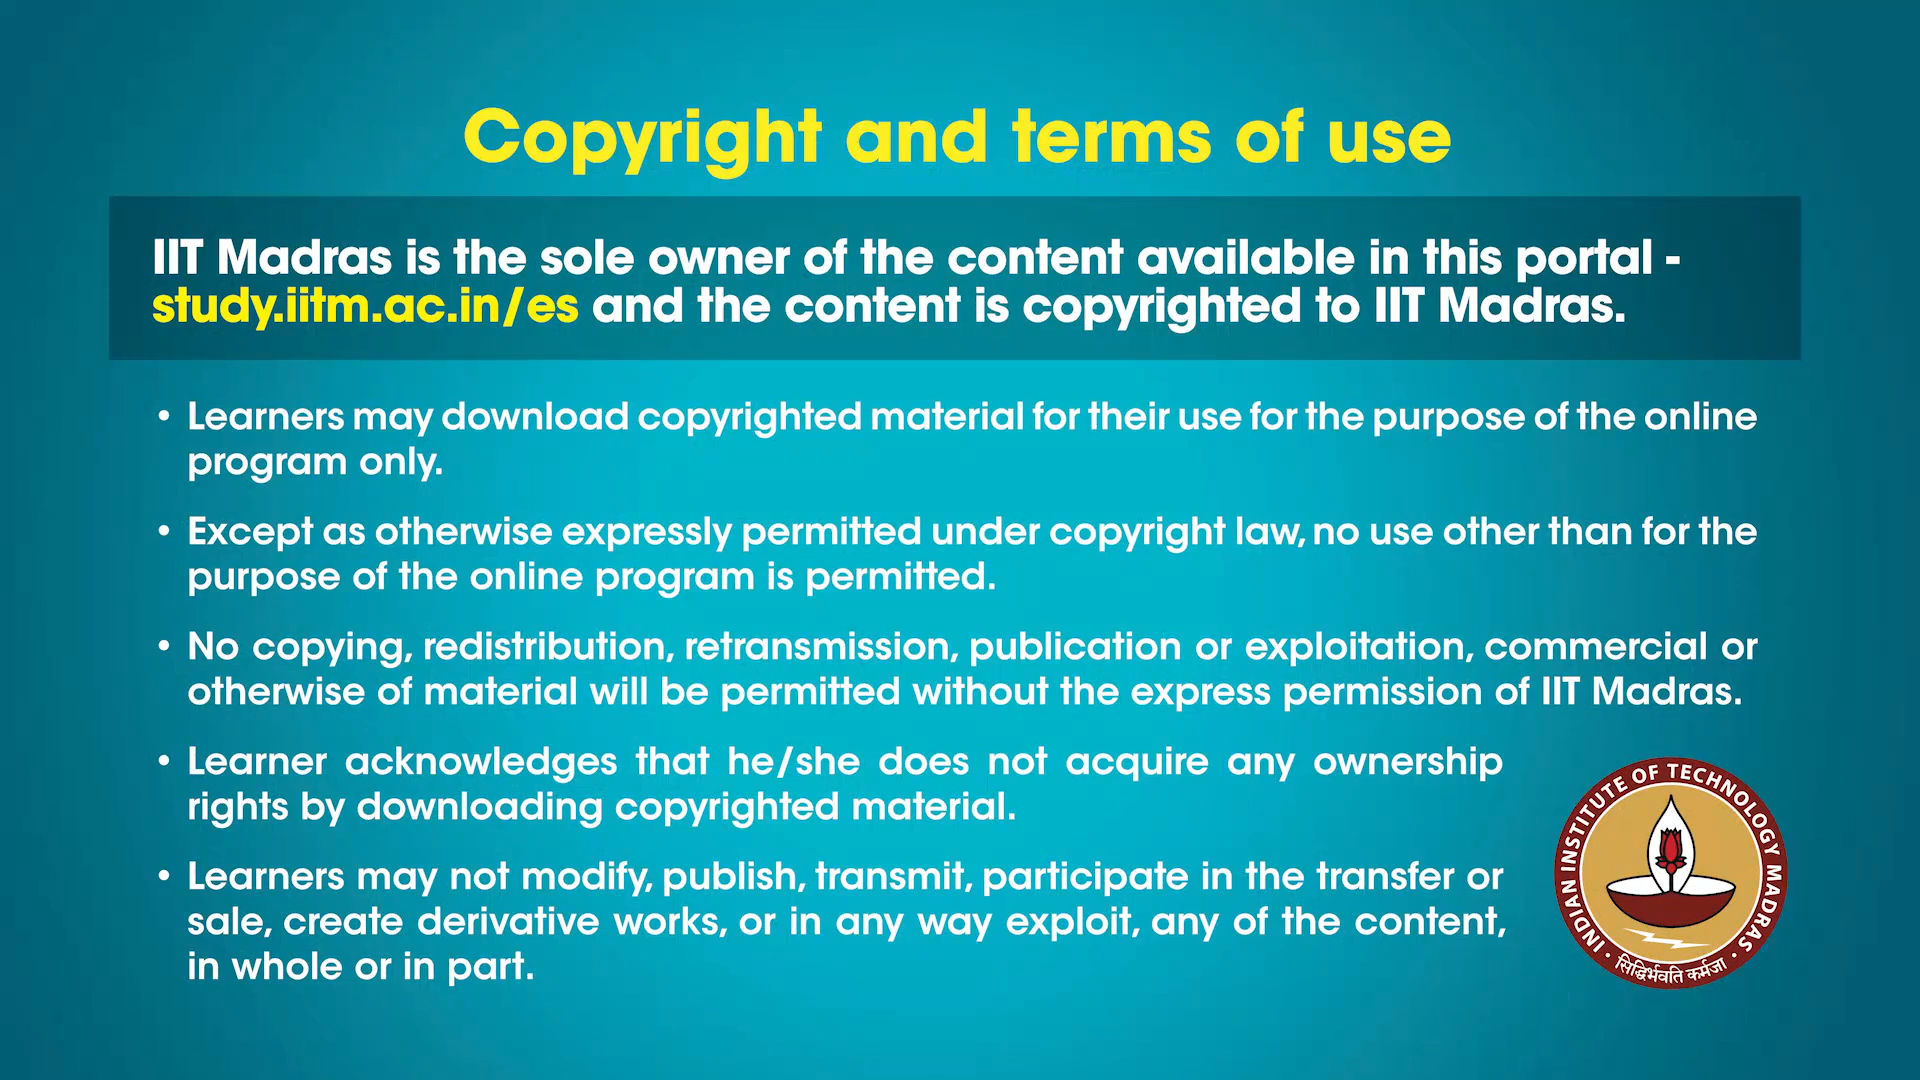 Copyright and terms of use
IIT Madras is the sole owner of the content available in this portal -
study.iitm.ac.in/es and the content is copyrighted to IIT Madras.
• Learners may download copyrighted material for their use for the purpose of the online
program only.
• Except as otherwise expressly permitted under copyright law, no use other than for the
purpose of the online program is permitted.
• No copying, redistribution, retransmission, publication or exploitation, commercial or
otherwise of material will be permitted without the express permission of IIT Madras.
• Learner acknowledges that he/she does not acquire any ownership
rights by downloading copyrighted material.
• Learners may not modify, publish, transmit, participate in the transfer or
sale, create derivative works, or in any way exploit, any of the content,
in whole or in part.
INDIAN INSTITUTE OF TECHNOLOGY MADRAS
सिद्धिर्भवति कर्मजा